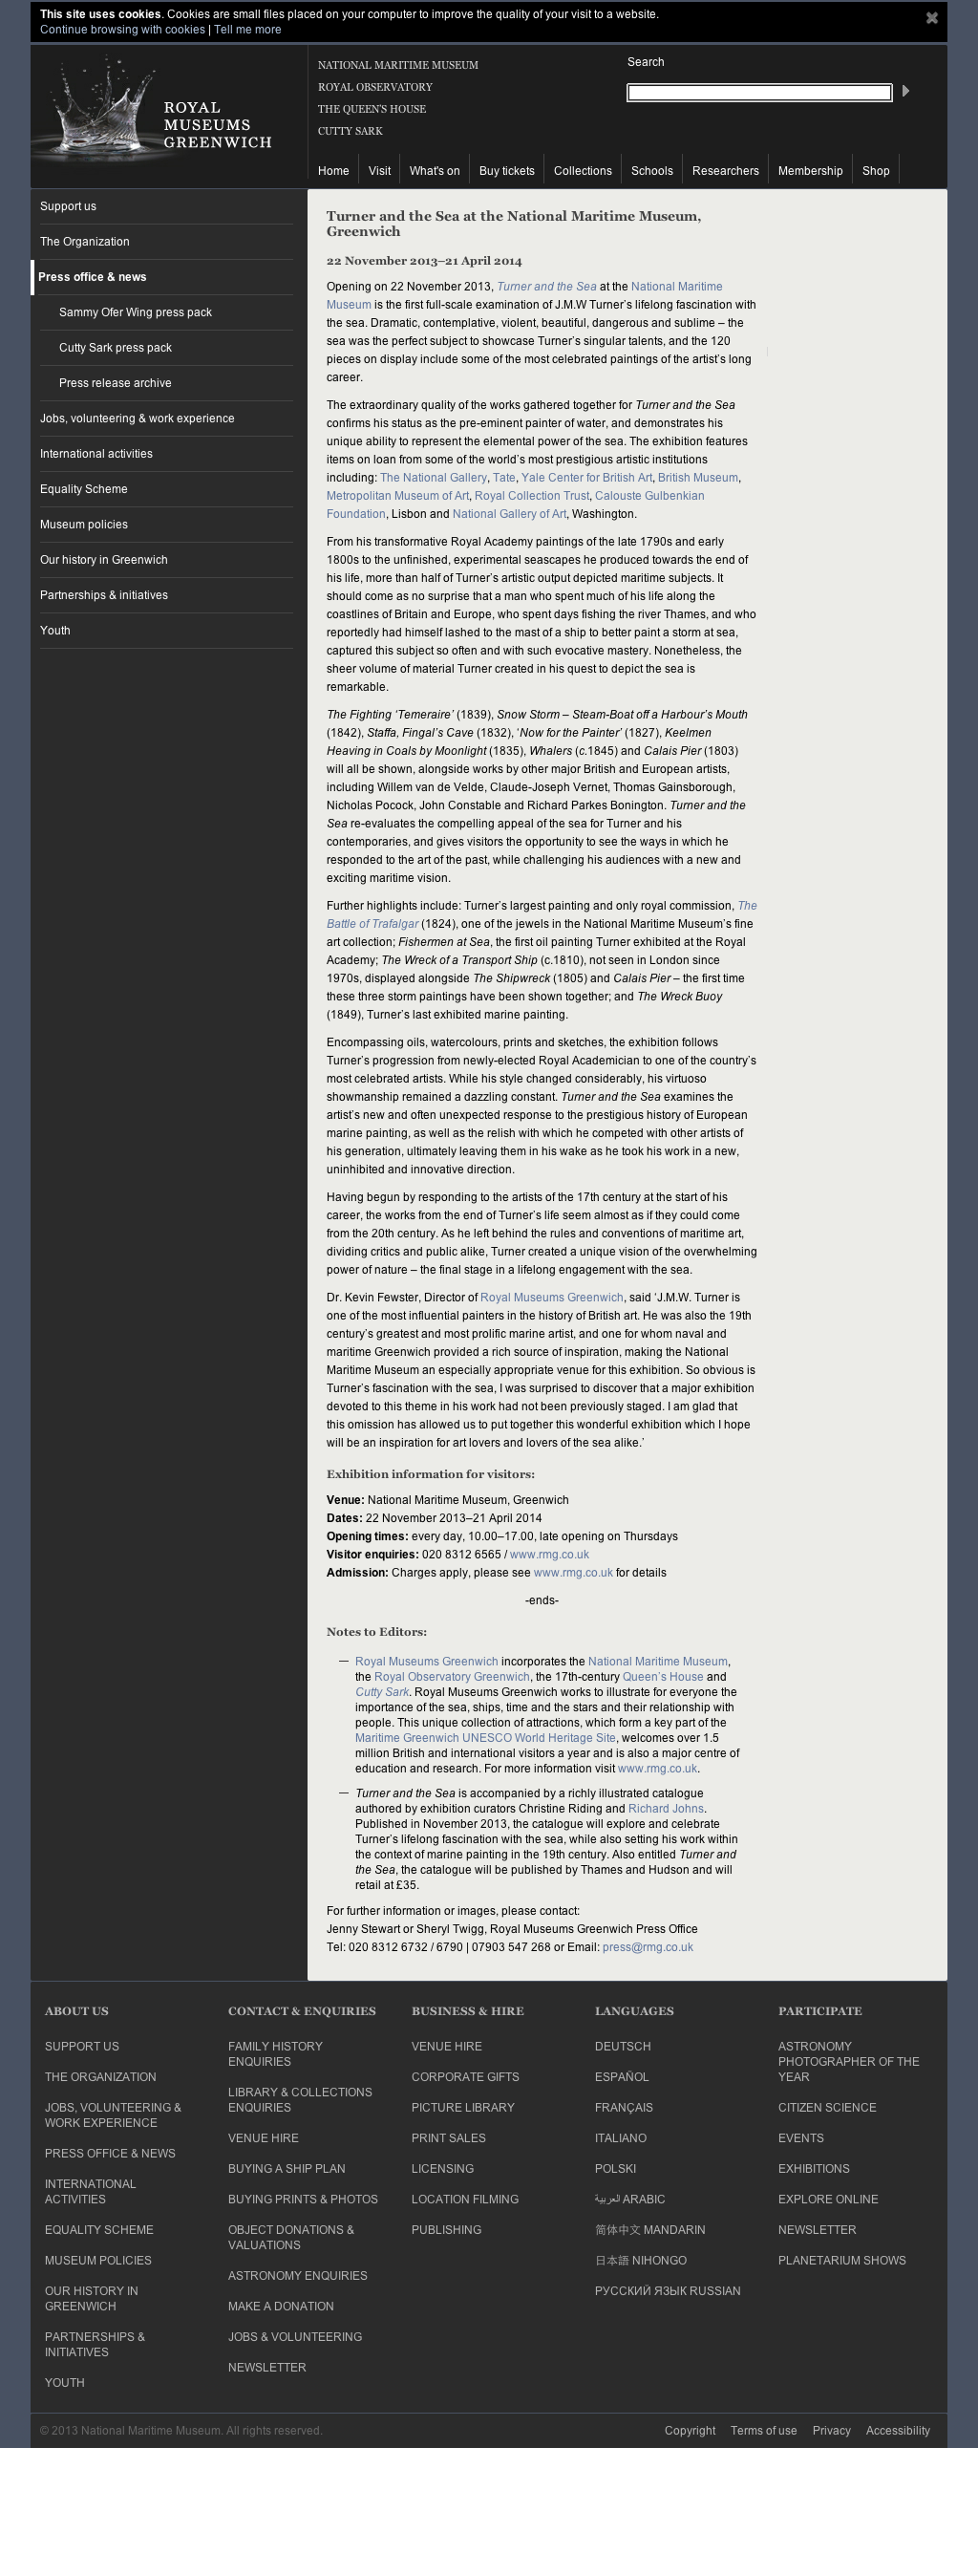 This site uses cookies. Cookies are small files placed on your computer to improve the quality of your visit to a website.
Continue browsing with cookies | Tell me more
ROYAL
MUSEUMS
GREENWICH
NATIONAL MARITIME MUSEUM
ROYAL OBSERVATORY
THE QUEEN'S HOUSE
CUTTY SARK
Search
Home
Visit
What's on
Buy tickets
Collections
Schools
Researchers
Membership
Shop
Support us
The Organization
Press office & news
Sammy Ofer Wing press pack
Cutty Sark press pack
Press release archive
Jobs, volunteering & work experience
International activities
Equality Scheme
Museum policies
Our history in Greenwich
Partnerships & initiatives
Youth
Turner and the Sea at the National Maritime Museum,
Greenwich
22 November 2013–21 April 2014
Opening on 22 November 2013, Turner and the Sea at the National Maritime
Museum is the first full-scale examination of J.M.W Turner's lifelong fascination with
the sea. Dramatic, contemplative, violent, beautiful, dangerous and sublime – the
sea was the perfect subject to showcase Turner's singular talents, and the 120
pieces on display include some of the most celebrated paintings of the artist's long
career.
The extraordinary quality of the works gathered together for Turner and the Sea
confirms his status as the pre-eminent painter of water, and demonstrates his
unique ability to represent the elemental power of the sea. The exhibition features
items on loan from some of the world's most prestigious artistic institutions
including: The National Gallery, Tate, Yale Center for British Art, British Museum,
Metropolitan Museum of Art, Royal Collection Trust, Calouste Gulbenkian
Foundation, Lisbon and National Gallery of Art, Washington.
From his transformative Royal Academy paintings of the late 1790s and early
1800s to the unfinished, experimental seascapes he produced towards the end of
his life, more than half of Turner's artistic output depicted maritime subjects. It
should come as no surprise that a man who spent much of his life along the
coastlines of Britain and Europe, who spent days fishing the river Thames, and who
reportedly had himself lashed to the mast of a ship to better paint a storm at sea,
captured this subject so often and with such evocative mastery. Nonetheless, the
sheer volume of material Turner created in his quest to depict the sea is
remarkable.
The Fighting 'Temeraire' (1839), Snow Storm – Steam-Boat off a Harbour's Mouth
(1842), Staffa, Fingal's Cave (1832), 'Now for the Painter' (1827), Keelmen
Heaving in Coals by Moonlight (1835), Whalers (c.1845) and Calais Pier (1803)
will all be shown, alongside works by other major British and European artists,
including Willem van de Velde, Claude-Joseph Vernet, Thomas Gainsborough,
Nicholas Pocock, John Constable and Richard Parkes Bonington. Turner and the
Sea re-evaluates the compelling appeal of the sea for Turner and his
contemporaries, and gives visitors the opportunity to see the ways in which he
responded to the art of the past, while challenging his audiences with a new and
exciting maritime vision.
Further highlights include: Turner's largest painting and only royal commission, The
Battle of Trafalgar (1824), one of the jewels in the National Maritime Museum's fine
art collection; Fishermen at Sea, the first oil painting Turner exhibited at the Royal
Academy; The Wreck of a Transport Ship (c.1810), not seen in London since
1970s, displayed alongside The Shipwreck (1805) and Calais Pier – the first time
these three storm paintings have been shown together; and The Wreck Buoy
(1849), Turner's last exhibited marine painting.
Encompassing oils, watercolours, prints and sketches, the exhibition follows
Turner's progression from newly-elected Royal Academician to one of the country's
most celebrated artists. While his style changed considerably, his virtuoso
showmanship remained a dazzling constant. Turner and the Sea examines the
artist's new and often unexpected response to the prestigious history of European
marine painting, as well as the relish with which he competed with other artists of
his generation, ultimately leaving them in his wake as he took his work in a new,
uninhibited and innovative direction.
Having begun by responding to the artists of the 17th century at the start of his
career, the works from the end of Turner's life seem almost as if they could come
from the 20th century. As he left behind the rules and conventions of maritime art,
dividing critics and public alike, Turner created a unique vision of the overwhelming
power of nature – the final stage in a lifelong engagement with the sea.
Dr. Kevin Fewster, Director of Royal Museums Greenwich, said 'J.M.W. Turner is
one of the most influential painters in the history of British art. He was also the 19th
century's greatest and most prolific marine artist, and one for whom naval and
maritime Greenwich provided a rich source of inspiration, making the National
Maritime Museum an especially appropriate venue for this exhibition. So obvious is
Turner's fascination with the sea, I was surprised to discover that a major exhibition
devoted to this theme in his work had not been previously staged. I am glad that
this omission has allowed us to put together this wonderful exhibition which I hope
will be an inspiration for art lovers and lovers of the sea alike.'
Exhibition information for visitors:
Venue: National Maritime Museum, Greenwich
Dates: 22 November 2013–21 April 2014
Opening times: every day, 10.00–17.00, late opening on Thursdays
Visitor enquiries: 020 8312 6565 / www.rmg.co.uk
Admission: Charges apply, please see www.rmg.co.uk for details
-ends-
Notes to Editors:
— Royal Museums Greenwich incorporates the National Maritime Museum,
the Royal Observatory Greenwich, the 17th-century Queen's House and
Cutty Sark. Royal Museums Greenwich works to illustrate for everyone the
importance of the sea, ships, time and the stars and their relationship with
people. This unique collection of attractions, which form a key part of the
Maritime Greenwich UNESCO World Heritage Site, welcomes over 1.5
million British and international visitors a year and is also a major centre of
education and research. For more information visit www.rmg.co.uk.
— Turner and the Sea is accompanied by a richly illustrated catalogue
authored by exhibition curators Christine Riding and Richard Johns.
Published in November 2013, the catalogue will explore and celebrate
Turner's lifelong fascination with the sea, while also setting his work within
the context of marine painting in the 19th century. Also entitled Turner and
the Sea, the catalogue will be published by Thames and Hudson and will
retail at £35.
For further information or images, please contact:
Jenny Stewart or Sheryl Twigg, Royal Museums Greenwich Press Office
Tel: 020 8312 6732 / 6790 | 07903 547 268 or Email: press@rmg.co.uk
ABOUT US
SUPPORT US
THE ORGANIZATION
JOBS, VOLUNTEERING &
WORK EXPERIENCE
PRESS OFFICE & NEWS
INTERNATIONAL
ACTIVITIES
EQUALITY SCHEME
MUSEUM POLICIES
OUR HISTORY IN
GREENWICH
PARTNERSHIPS &
INITIATIVES
YOUTH
CONTACT & ENQUIRIES
FAMILY HISTORY
ENQUIRIES
LIBRARY & COLLECTIONS
ENQUIRIES
VENUE HIRE
BUYING A SHIP PLAN
BUYING PRINTS & PHOTOS
OBJECT DONATIONS &
VALUATIONS
ASTRONOMY ENQUIRIES
MAKE A DONATION
JOBS & VOLUNTEERING
NEWSLETTER
BUSINESS & HIRE
VENUE HIRE
CORPORATE GIFTS
PICTURE LIBRARY
PRINT SALES
LICENSING
LOCATION FILMING
PUBLISHING
LANGUAGES
DEUTSCH
ESPAÑOL
FRANÇAIS
ITALIANO
POLSKI
العربية ARABIC
简体中文 MANDARIN
日本語 NIHONGO
РУССКИЙ ЯЗЫК RUSSIAN
PARTICIPATE
ASTRONOMY
PHOTOGRAPHER OF THE
YEAR
CITIZEN SCIENCE
EVENTS
EXHIBITIONS
EXPLORE ONLINE
NEWSLETTER
PLANETARIUM SHOWS
© 2013 National Maritime Museum. All rights reserved.
Copyright
Terms of use
Privacy
Accessibility